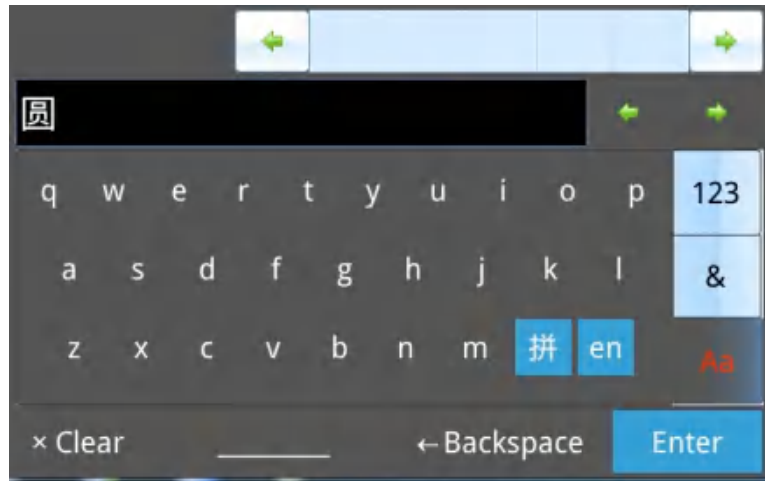 圆
q w e r t y u i o p 123
a s d f g h j k l &
z x c v b n m 拼 en Aa
× Clear ←Backspace Enter